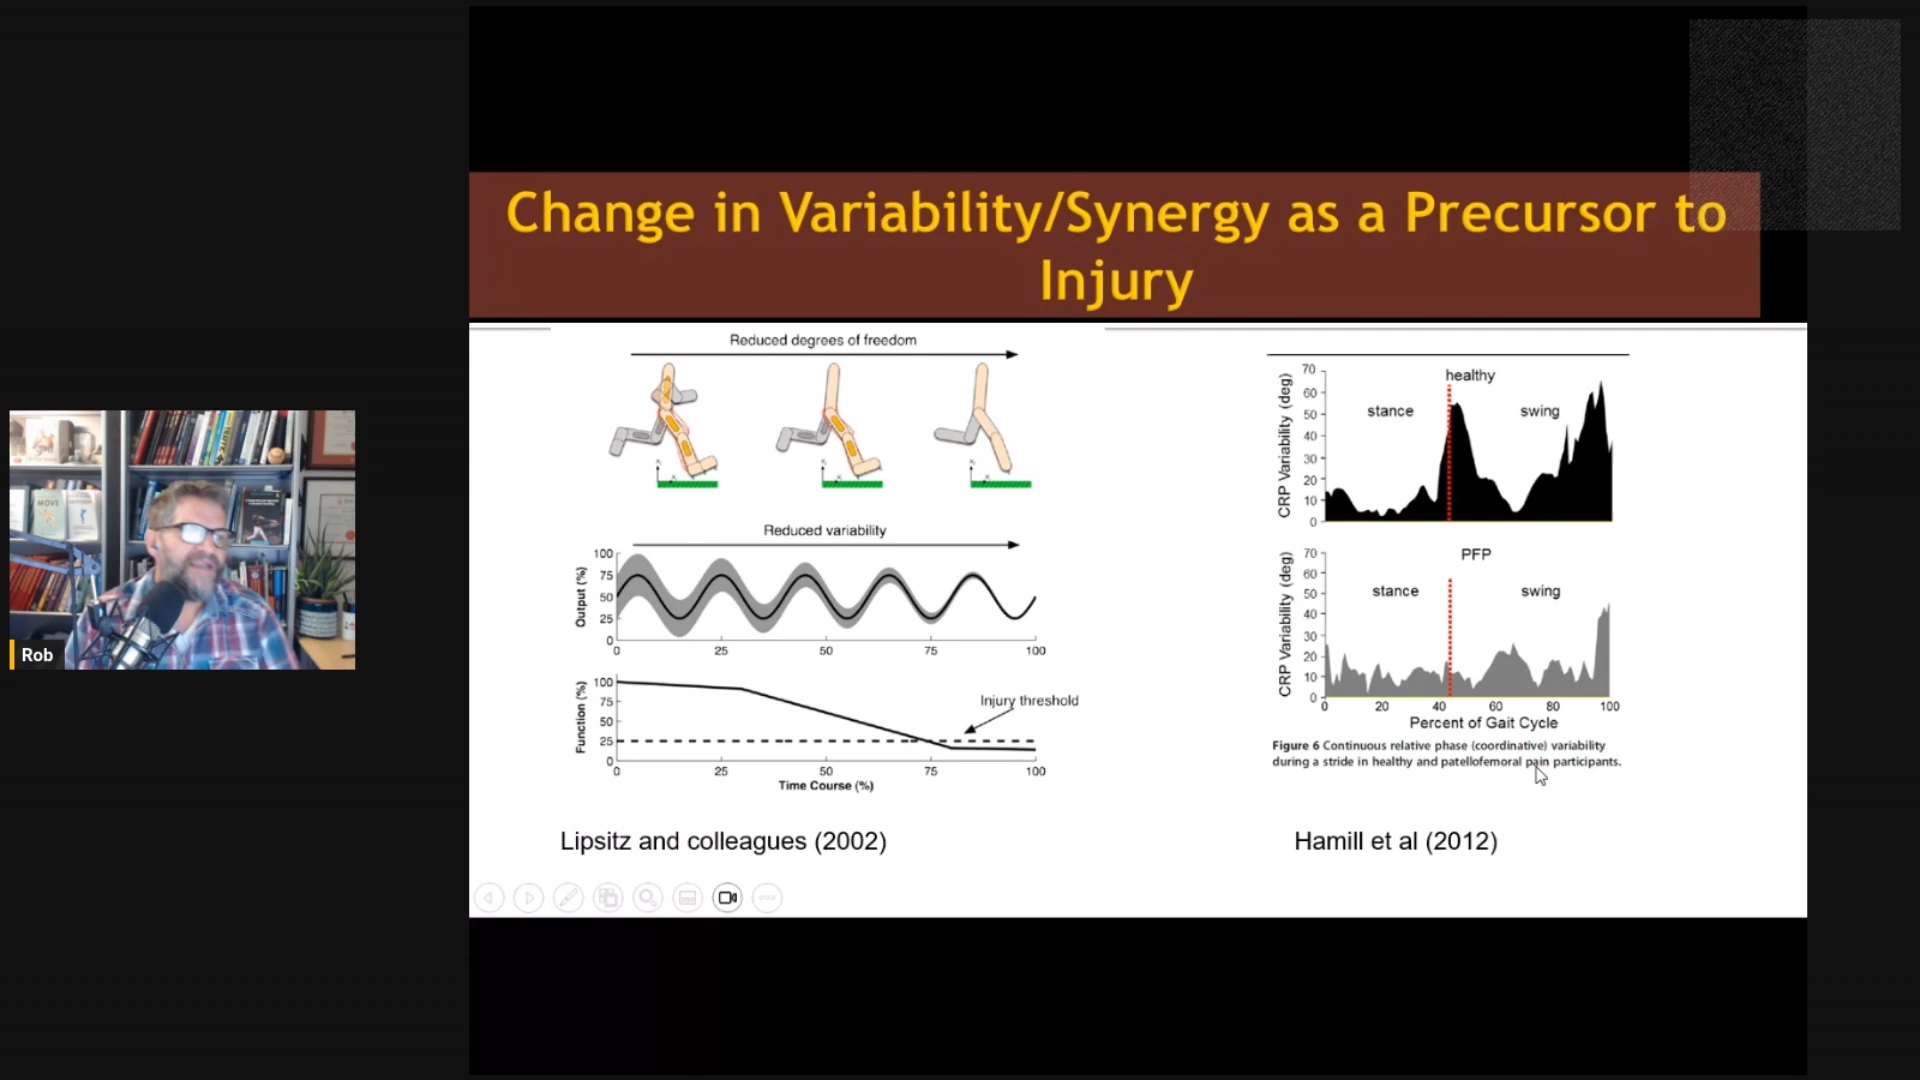 Change in Variability/Synergy as a Precursor to
Injury
Reduced degrees of freedom
Reduced variability
Output (%)
100
75
50
25
0
0 25 50 75 100
Function (%)
100
75
50
25
0
Injury threshold
0 25 50 75 100
Time Course (%)
Lipsitz and colleagues (2002)
CRP Variability (deg)
70
60
50
40
30
20
10
0
healthy
stance
swing
CRP Variability (deg)
70
60
50
40
30
20
10
0
PFP
stance
swing
0 20 40 60 80 100
Percent of Gait Cycle
Figure 6 Continuous relative phase (coordinative) variability
during a stride in healthy and patellofemoral pain participants.
Hamill et al (2012)
MOVE
Rob